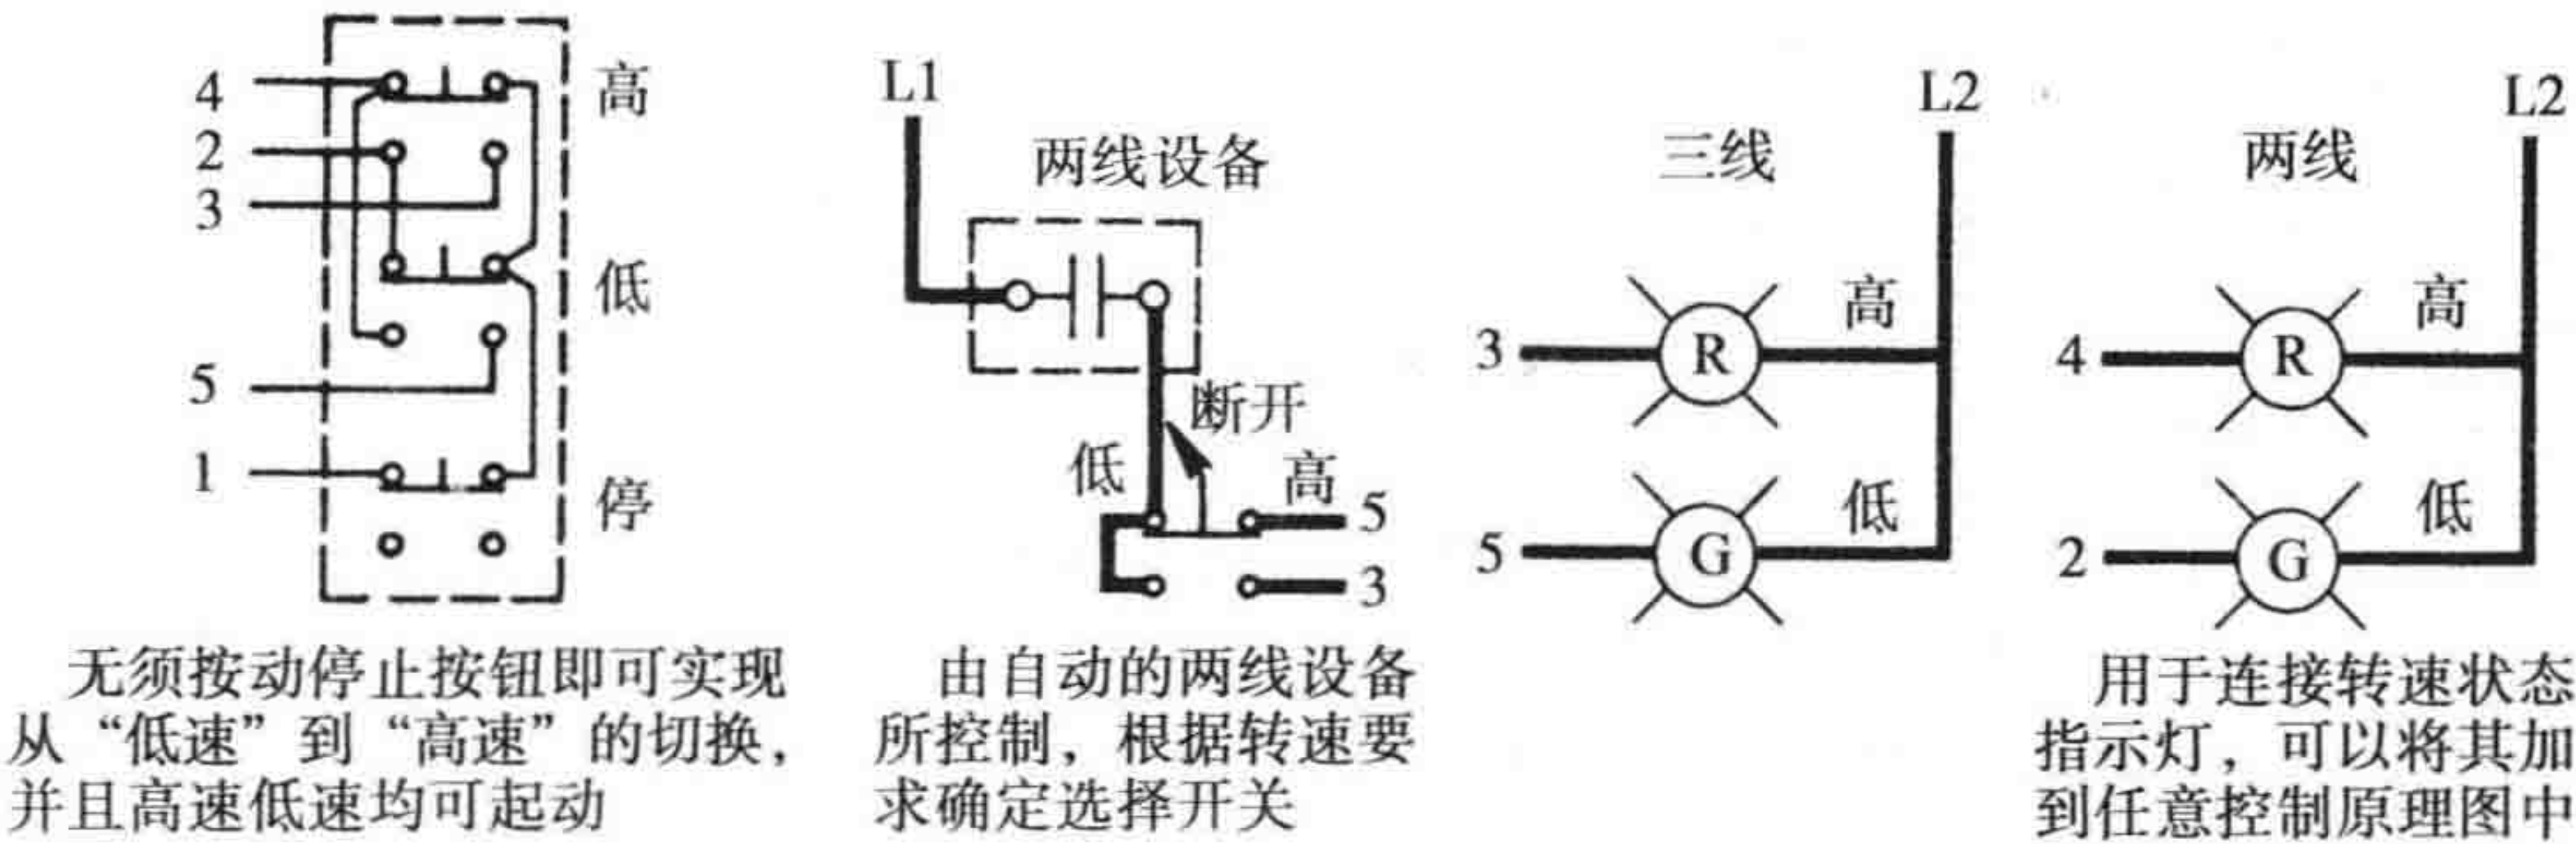 4
2
3
5
1
高
低
停
无须按动停止按钮即可实现
从“低速”到“高速”的切换，
并且高速低速均可起动
L1
两线设备
断开
低
高
5
3
由自动的两线设备
所控制，根据转速要
求确定选择开关
三线
L2
3
R
高
5
G
低
两线
L2
4
R
高
2
G
低
用于连接转速状态
指示灯，可以将其加
到任意控制原理图中